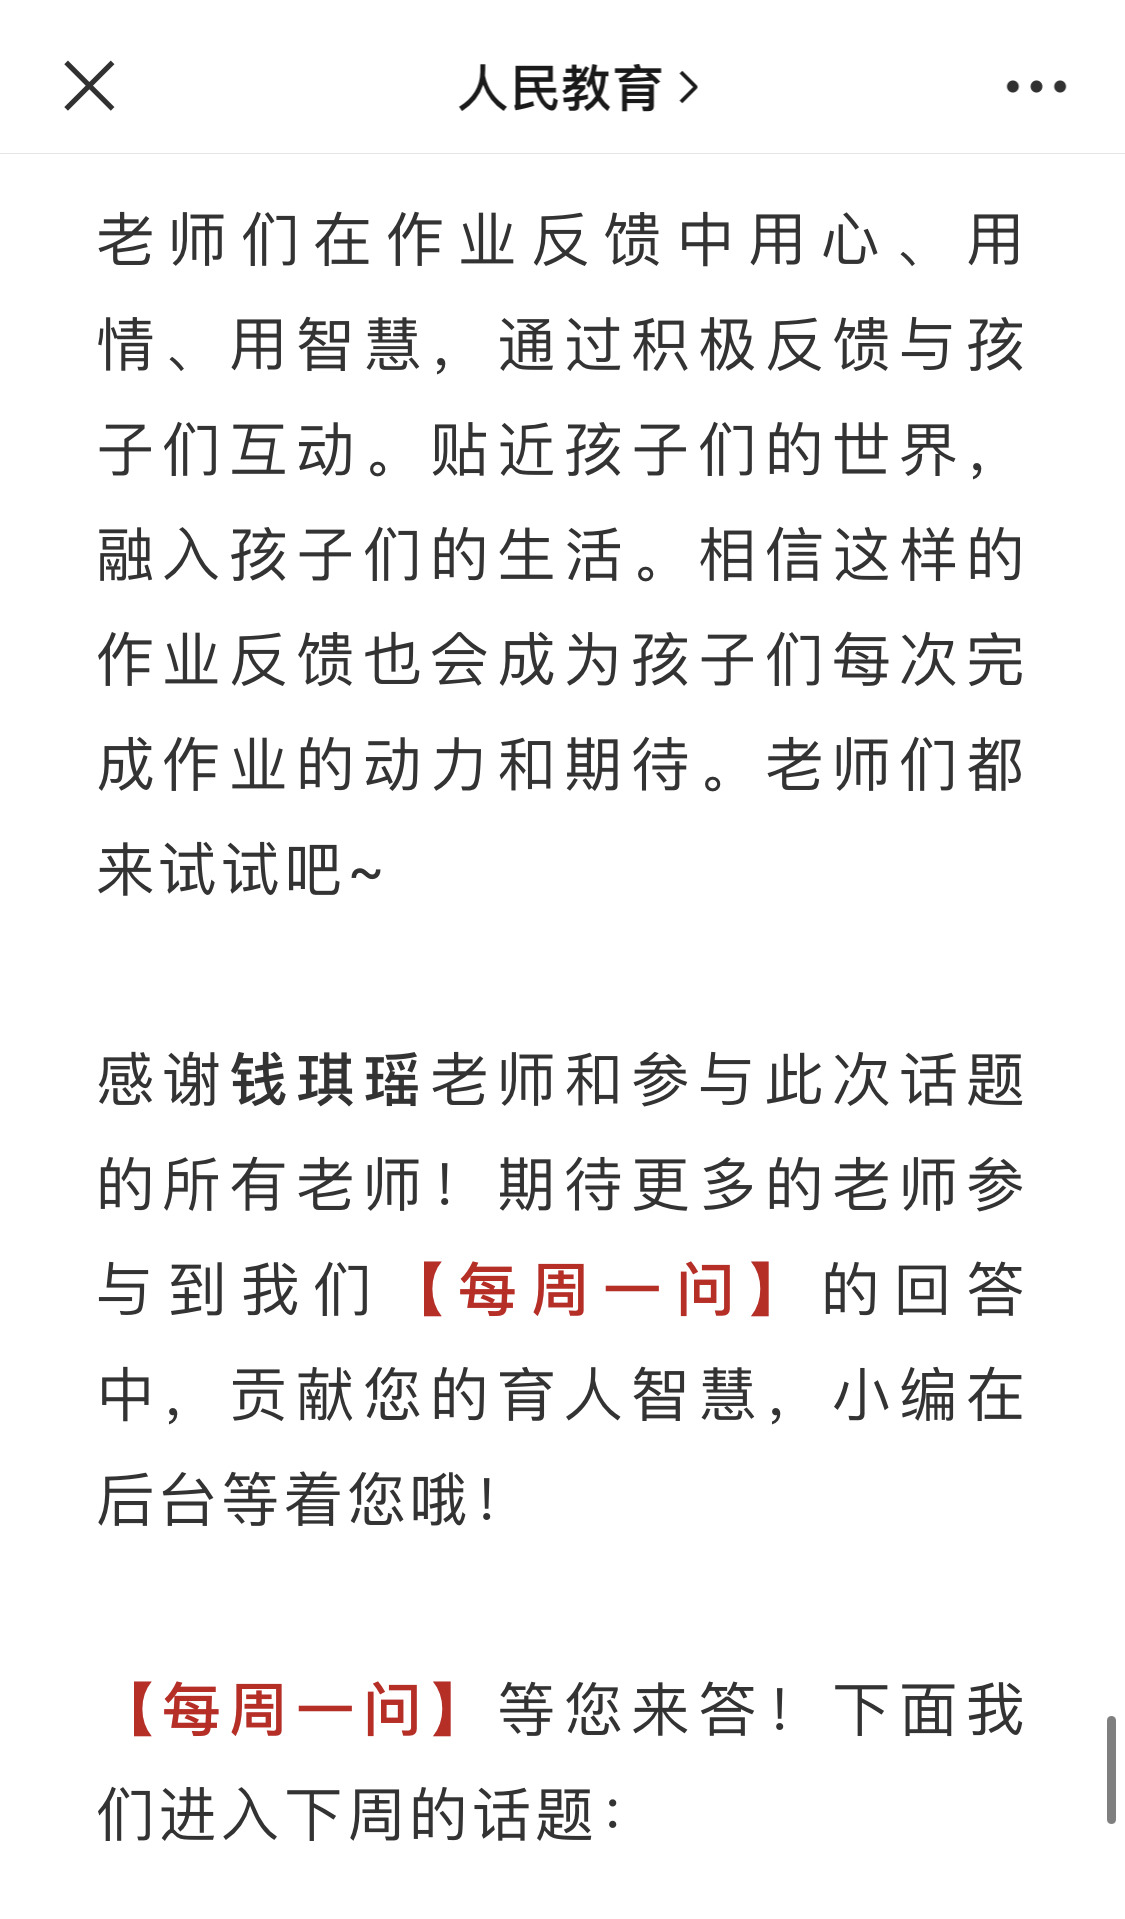 人民教育
老师们在作业反馈中用心、用
情、用智慧，通过积极反馈与孩
子们互动。贴近孩子们的世界，
融入孩子们的生活。相信这样的
作业反馈也会成为孩子们每次完
成作业的动力和期待。老师们都
来试试吧~
感谢钱琪瑶老师和参与此次话题
的所有老师！期待更多的老师参
与到我们【每周一问】的回答
中，贡献您的育人智慧，小编在
后台等着您哦！
【每周一问】等您来答！下面我
们进入下周的话题：